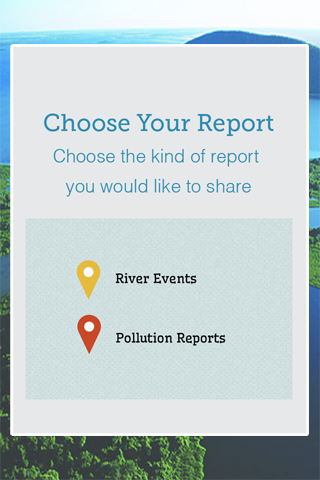 Choose Your Report
Choose the kind of report
you would like to share
River Events
Pollution Reports